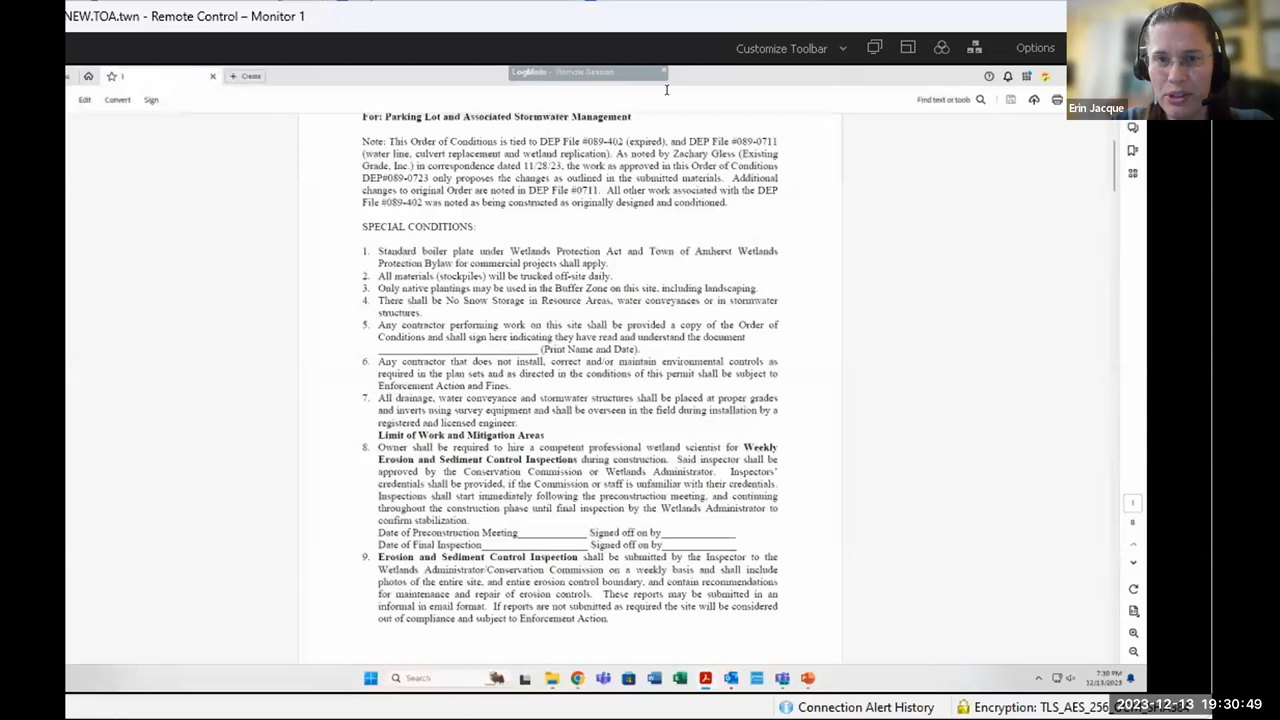 NEW.TOA.twn - Remote Control – Monitor 1
Customize Toolbar
Options
1
Create
LogMeIn - Remote Session
Edit Convert Sign
Find text or tools
Erin Jacque
For: Parking Lot and Associated Stormwater Management
Note: This Order of Conditions is tied to DEP File #089-402 (expired), and DEP File #089-0711
(water line, culvert replacement and wetland replication). As noted by Zachary Gless (Existing
Grade, Inc.) in correspondence dated 11/28/23, the work as approved in this Order of Conditions
DEP#089-0723 only proposes the changes as outlined in the submitted materials. Additional
changes to original Order are noted in DEP File #0711. All other work associated with the DEP
File #089-402 was noted as being constructed as originally designed and conditioned.
SPECIAL CONDITIONS:
1. Standard boiler plate under Wetlands Protection Act and Town of Amherst Wetlands
Protection Bylaw for commercial projects shall apply.
2. All materials (stockpiles) will be trucked off-site daily.
3. Only native plantings may be used in the Buffer Zone on this site, including landscaping.
4. There shall be No Snow Storage in Resource Areas, water conveyances or in stormwater
structures.
5. Any contractor performing work on this site shall be provided a copy of the Order of
Conditions and shall sign here indicating they have read and understand the document
______________________________ (Print Name and Date).
6. Any contractor that does not install, correct and/or maintain environmental controls as
required in the plan sets and as directed in the conditions of this permit shall be subject to
Enforcement Action and Fines.
7. All drainage, water conveyance and stormwater structures shall be placed at proper grades
and inverts using survey equipment and shall be overseen in the field during installation by a
registered and licensed engineer.
Limit of Work and Mitigation Areas
8. Owner shall be required to hire a competent professional wetland scientist for Weekly
Erosion and Sediment Control Inspections during construction. Said inspector shall be
approved by the Conservation Commission or Wetlands Administrator. Inspectors'
credentials shall be provided, if the Commission or staff is unfamiliar with their credentials.
Inspections shall start immediately following the preconstruction meeting, and continuing
throughout the construction phase until final inspection by the Wetlands Administrator to
confirm stabilization.
Date of Preconstruction Meeting_____________ Signed off on by_____________
Date of Final Inspection___________________ Signed off on by_____________
9. Erosion and Sediment Control Inspection shall be submitted by the Inspector to the
Wetlands Administrator/Conservation Commission on a weekly basis and shall include
photos of the entire site, and entire erosion control boundary, and contain recommendations
for maintenance and repair of erosion controls. These reports may be submitted in an
informal in email format. If reports are not submitted as required the site will be considered
out of compliance and subject to Enforcement Action.
1
8
Search
7:30 PM
12/13/2023
2023-12-13 19:30:49
Connection Alert History
Encryption: TLS_AES_256_